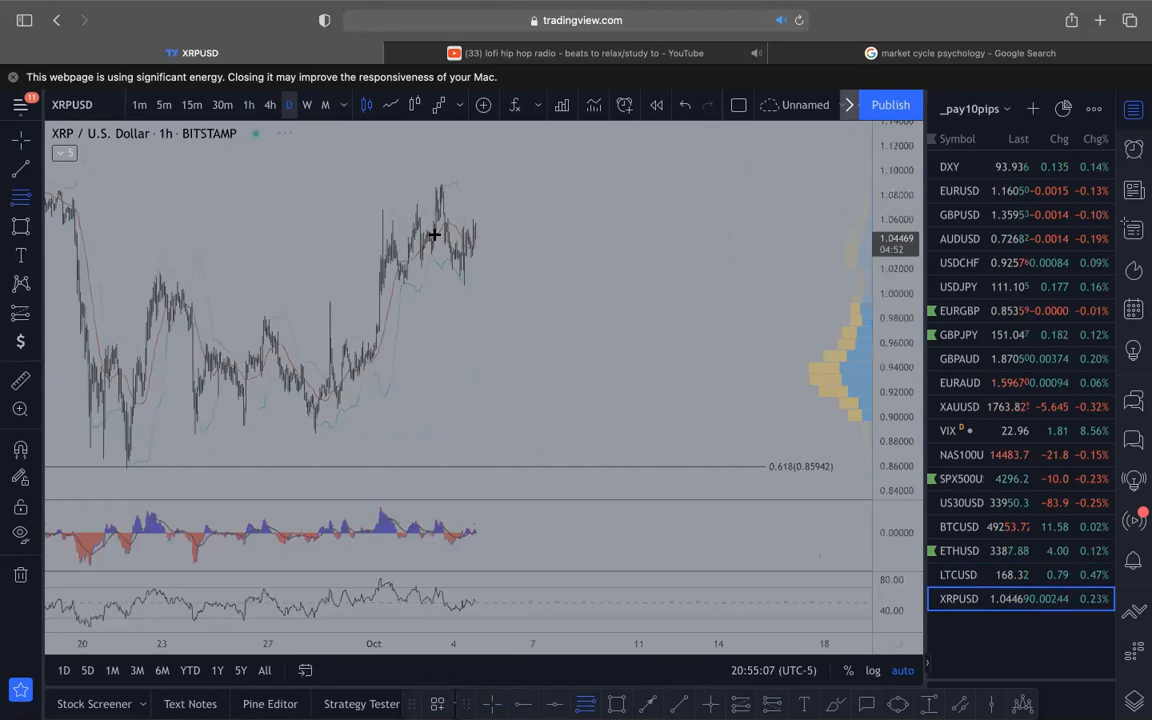 tradingview.com
XRPUSD
(33) lofi hip hop radio - beats to relax/study to - YouTube
market cycle psychology - Google Search
This webpage is using significant energy. Closing it may improve the responsiveness of your Mac.
11
XRPUSD 1m 5m 15m 30m 1h 4h D W M Unnamed Publish
_pay10pips
XRP / U.S. Dollar · 1h · BITSTAMP
5
Symbol Last Chg Chg%
DXY 93.936 0.135 0.14%
EURUSD 1.16050 -0.0015 -0.13%
GBPUSD 1.35953 -0.0014 -0.10%
AUDUSD 0.72682 -0.0014 -0.19%
USDCHF 0.92576 0.00084 0.09%
USDJPY 111.105 0.177 0.16%
EURGBP 0.85359 -0.0000 -0.01%
GBPJPY 151.047 0.182 0.12%
GBPAUD 1.87050 0.00374 0.20%
EURAUD 1.59670 0.00094 0.06%
XAUUSD 1763.82 -5.645 -0.32%
VIX D 22.96 1.81 8.56%
NAS100U 14483.7 -21.8 -0.15%
SPX500U 4296.2 -10.0 -0.23%
US30USD 33950.3 -83.9 -0.25%
BTCUSD 49253.72 11.58 0.02%
ETHUSD 3387.88 4.00 0.12%
LTCUSD 168.32 0.79 0.47%
XRPUSD 1.04469 0.00244 0.23%
1.14000
1.12000
1.10000
1.08000
1.06000
1.04469
04:52
1.02000
1.00000
0.98000
0.96000
0.94000
0.92000
0.90000
0.88000
0.86000
0.84000
0.618(0.85942)
0.00000
80.00
40.00
20 23 27 Oct 4 7 11 14 18
1D 5D 1M 3M 6M YTD 1Y 5Y All
20:55:07 (UTC-5) % log auto
Stock Screener Text Notes Pine Editor Strategy Tester